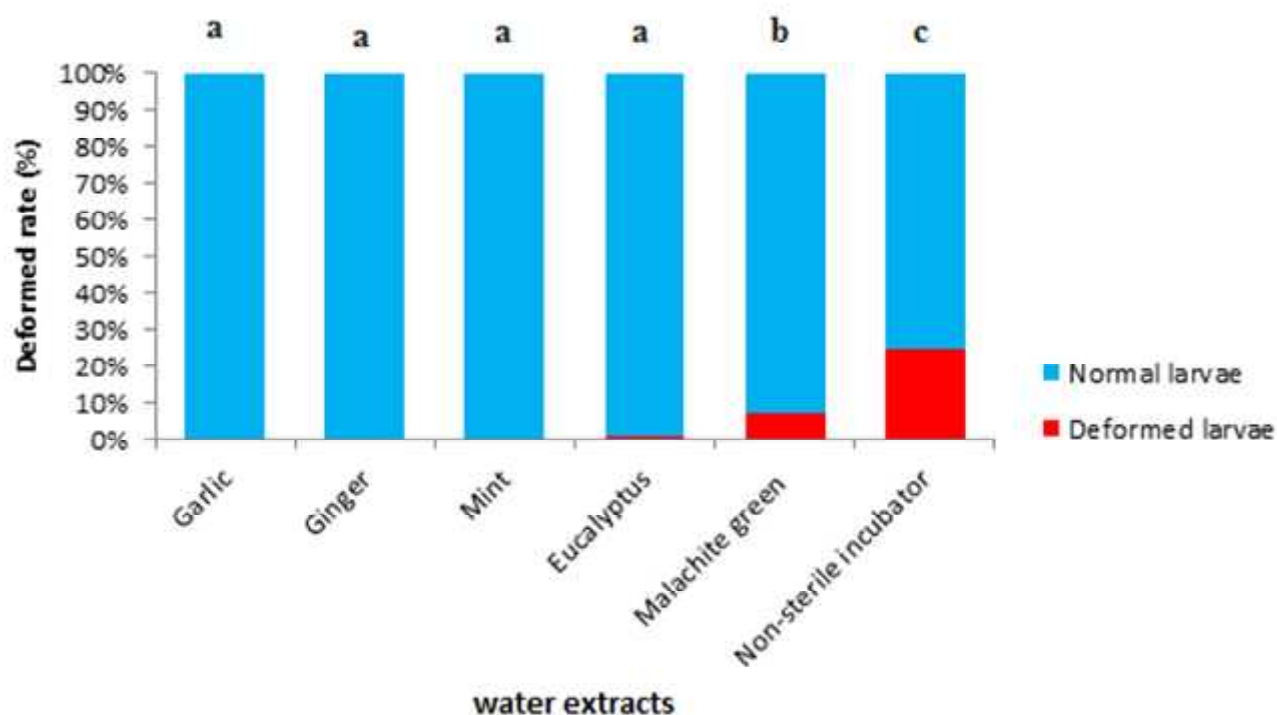 a a a a b c
100%
90%
80%
70%
60%
50%
40%
30%
20%
10%
0%
Deformed rate (%)
Garlic
Ginger
Mint
Eucalyptus
Malachite green
Non-sterile incubator
water extracts
Normal larvae
Deformed larvae